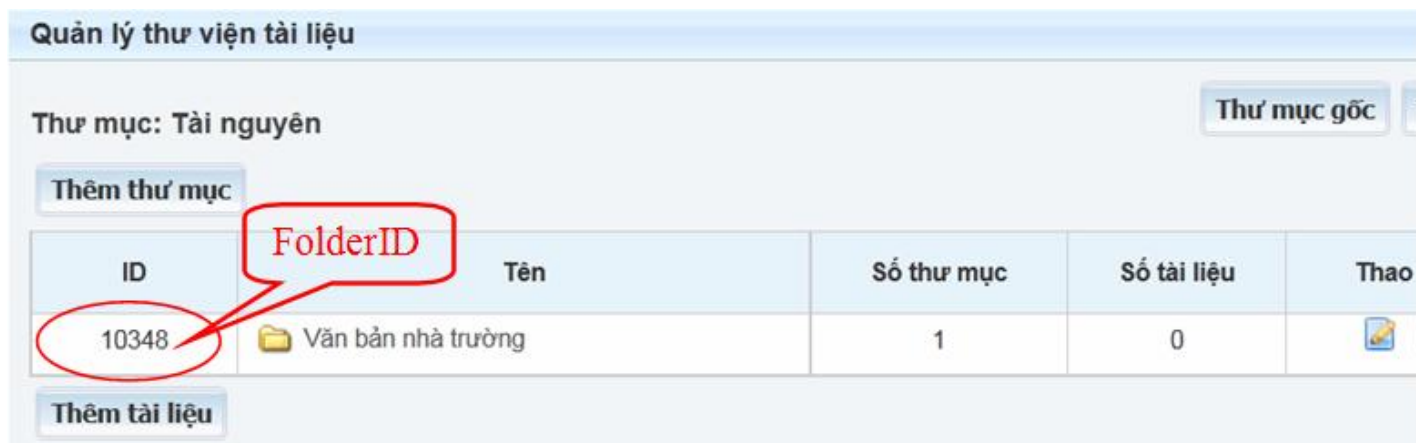 Quản lý thư viện tài liệu
Thư mục gốc
Thư mục: Tài nguyên
Thêm thư mục
FolderID
ID Tên Số thư mục Số tài liệu Thao
10348 Văn bản nhà trường 1 0
Thêm tài liệu